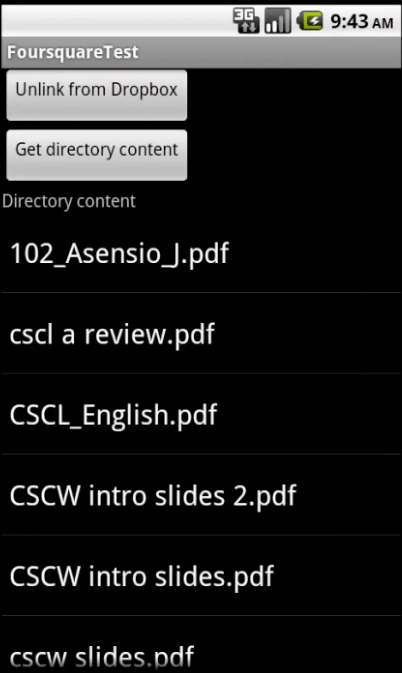 3G 9:43 AM
FoursquareTest
Unlink from Dropbox
Get directory content
Directory content
102_Asensio_J.pdf
cscl a review.pdf
CSCL_English.pdf
CSCW intro slides 2.pdf
CSCW intro slides.pdf
cscw slides.pdf